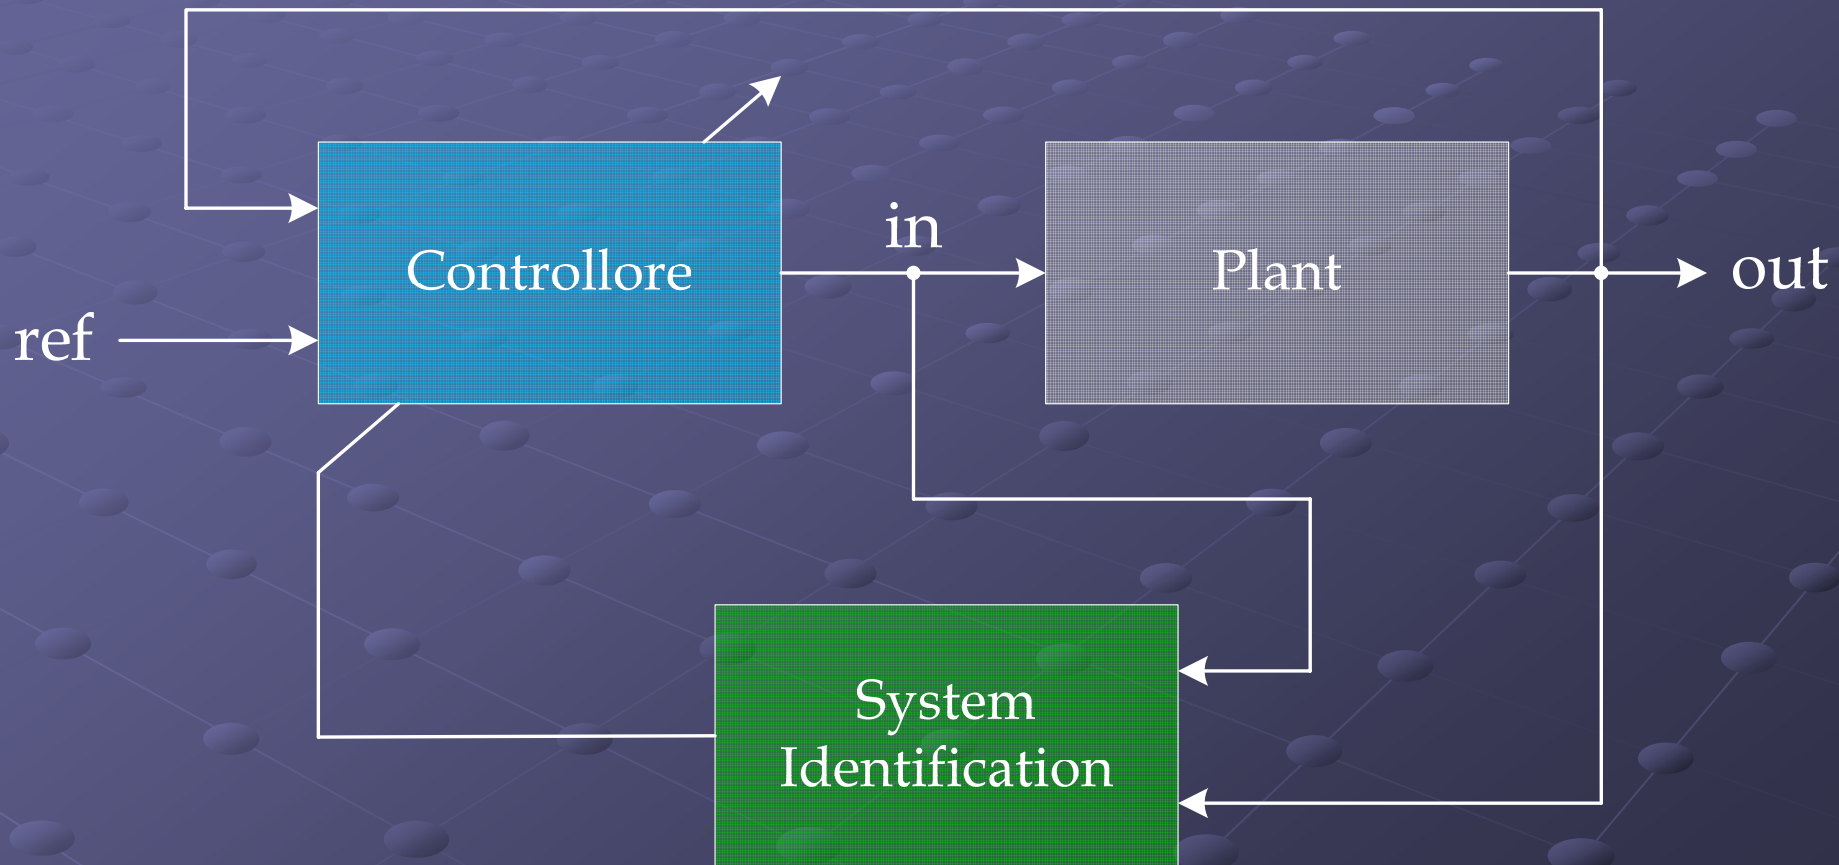 in
Controllore
Plant
out
ref
System
Identification